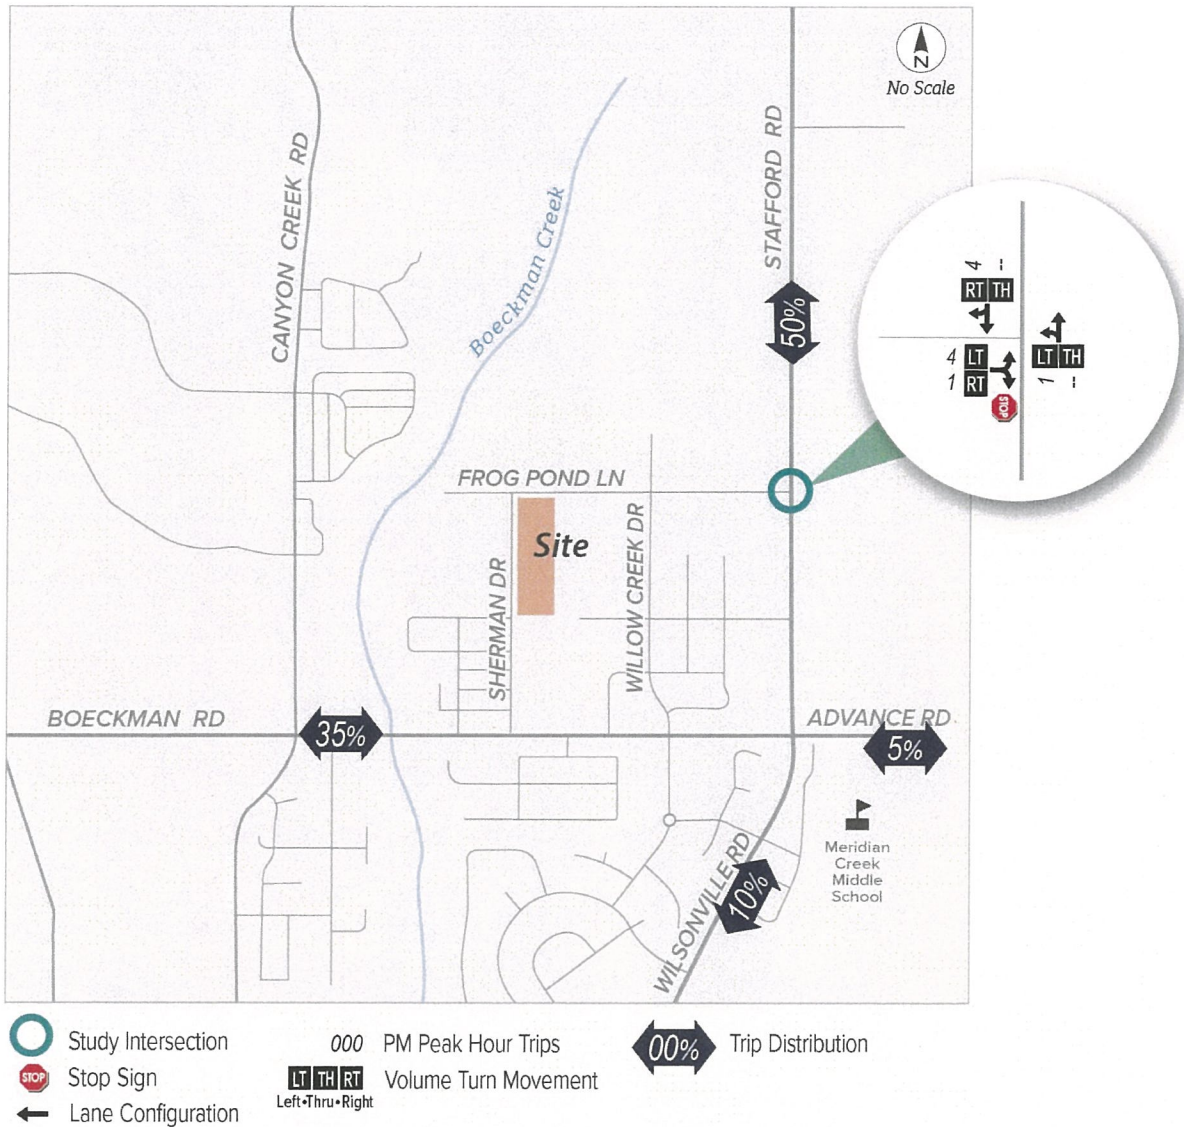 N
No Scale
STAFFORD RD
CANYON CREEK RD
Boeckman Creek
50%
4 --
RT TH
4 LT
1 RT
LT TH
1 --
STOP
FROG POND LN
Site
SHERMAN DR
WILLOW CREEK DR
BOECKMAN RD
35%
ADVANCE RD
5%
Meridian
Creek
Middle
School
WILSONVILLE RD
10%
Study Intersection
000 PM Peak Hour Trips
00% Trip Distribution
STOP Stop Sign
LT TH RT Volume Turn Movement
Left•Thru•Right
Lane Configuration